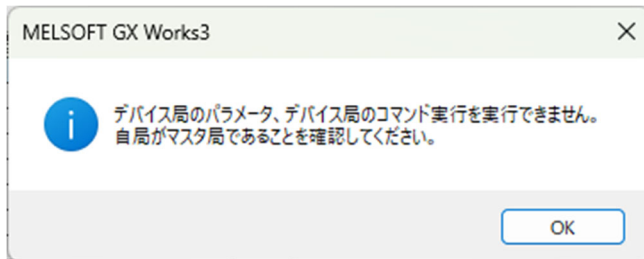 MELSOFT GX Works3
デバイス局のパラメータ、デバイス局のコマンド実行を実行できません。
自局がマスタ局であることを確認してください。
OK